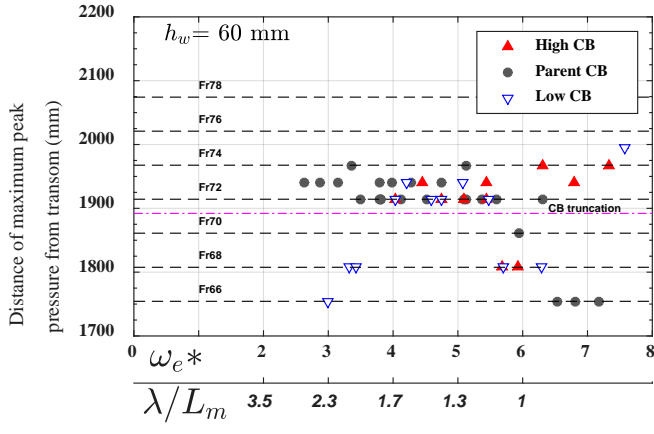 h_w = 60 mm
High CB
Parent CB
Low CB
Distance of maximum peak
pressure from transom (mm)
2200
2100
2000
1900
1800
1700
Fr78
Fr76
Fr74
Fr72
CB truncation
Fr70
Fr68
Fr66
0 2 3 4 5 6 7 8
ω_e*
λ/L_m 3.5 2.3 1.7 1.3 1